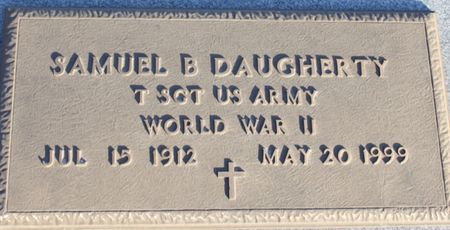 SAMUEL B DAUGHERTY
T SGT US ARMY
WORLD WAR II
JUL 15 1912 MAY 20 1999